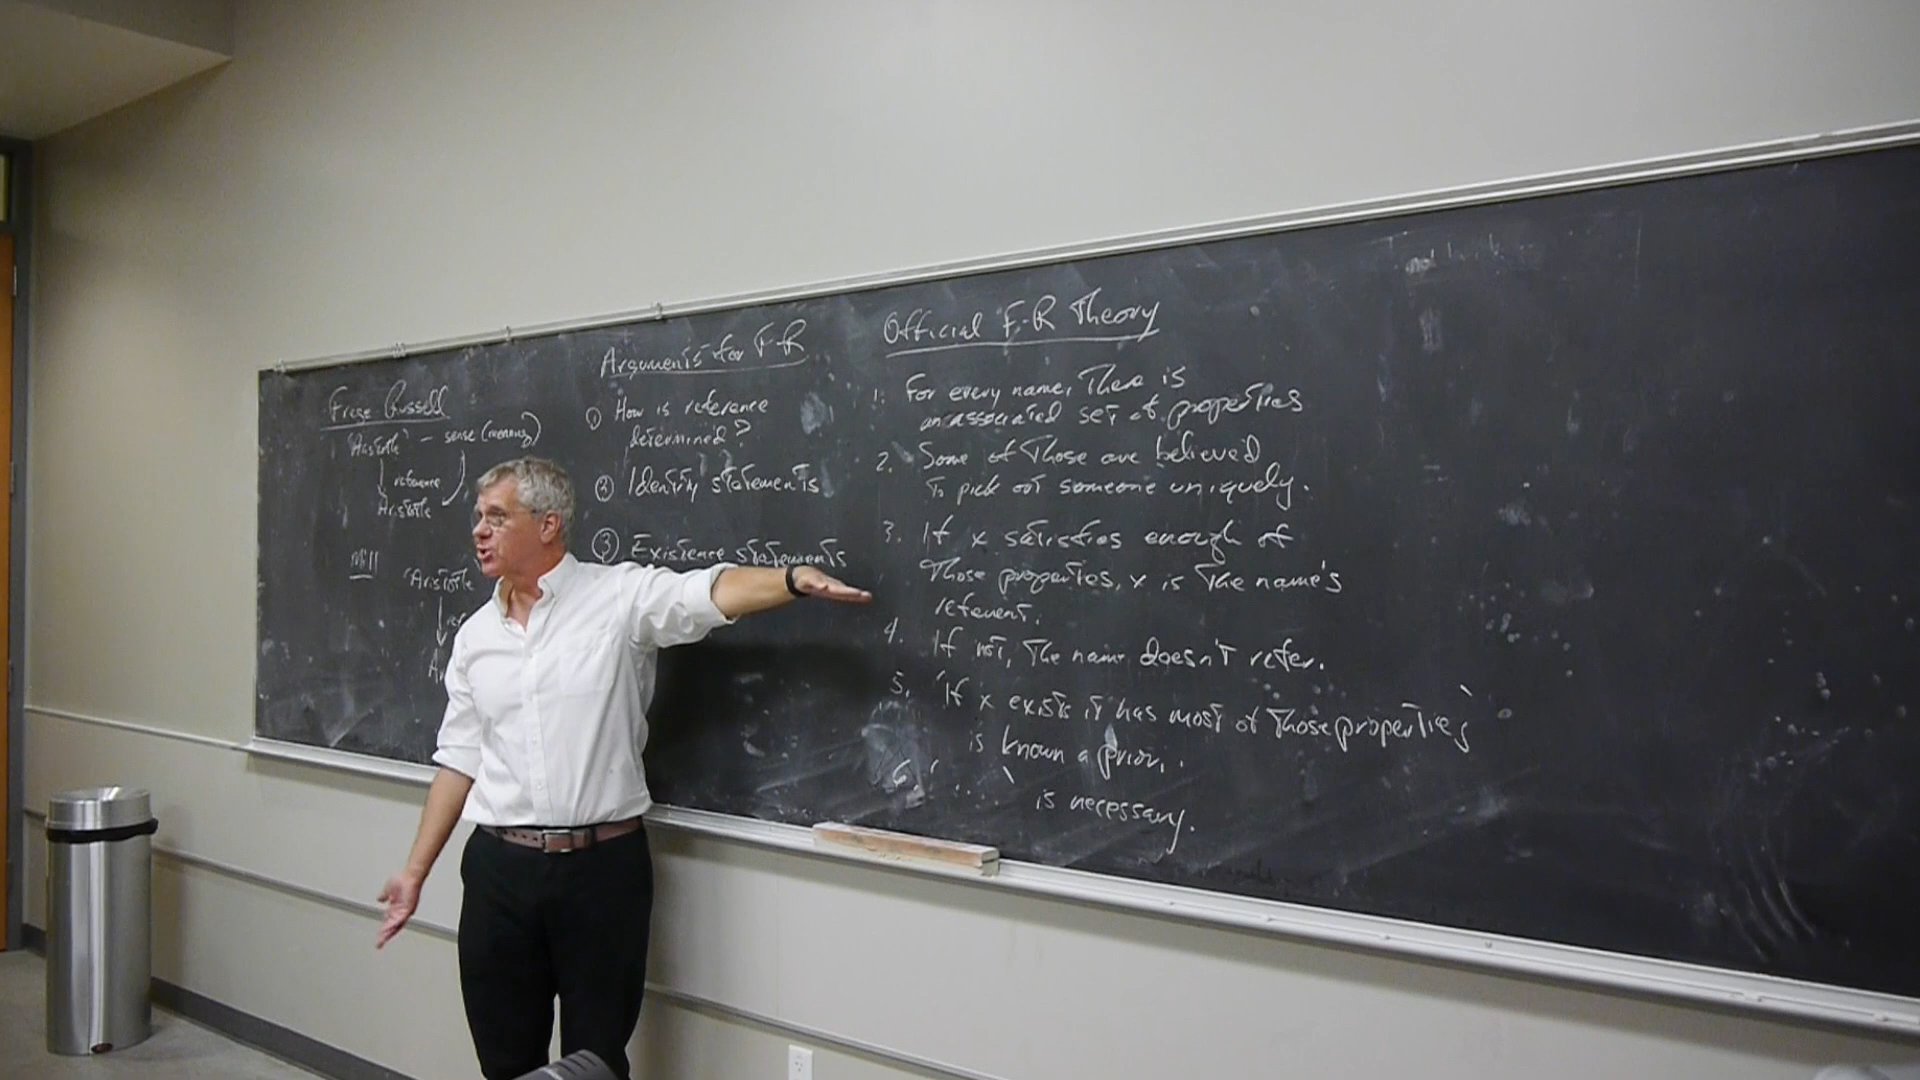 Frege Russell
'Aristotle' – sense (meaning)
reference
Aristotle
Mill
'Aristotle'
Arguments for F-R
① How is reference
determined?
② Identity statements
③ Existence statements
Official F-R Theory
1. For every name, there is
an associated set of properties
2. Some of those are believed
to pick out someone uniquely.
3. If x satisfies enough of
those properties, x is the name's
referent.
4. If not, the name doesn't refer.
5. 'If x exists it has most of those properties'
is known a priori.
6. ' . . . '
is necessary.